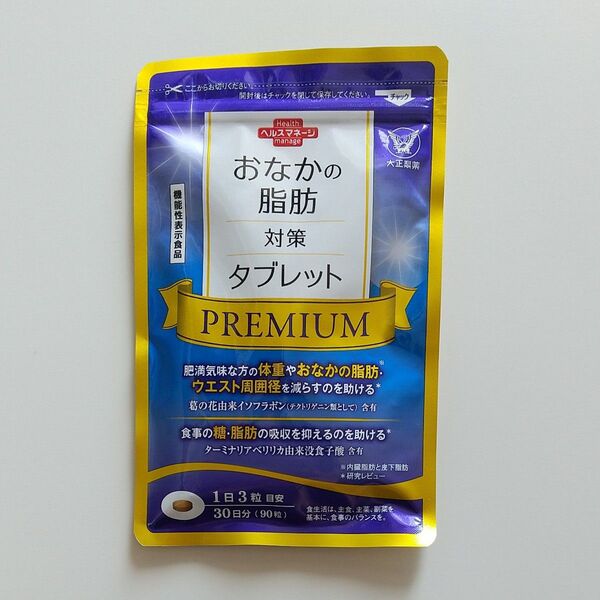 ここからお切りください。
開封後はチャックを閉じて保存してください。
チャック
Health
ヘルスマネージ
manage
大正製薬
おなかの
脂肪
対策
タブレット
機能性表示食品
PREMIUM
肥満気味な方の体重やおなかの脂肪※・
ウエスト周囲径を減らすのを助ける*
葛の花由来イソフラボン(テクトリゲニン類として)含有
食事の糖・脂肪の吸収を抑えるのを助ける*
ターミナリアベリリカ由来没食子酸 含有
※内臓脂肪と皮下脂肪
*研究レビュー
1日3粒 目安
30日分(90粒)
食生活は、主食、主菜、副菜を
基本に、食事のバランスを。